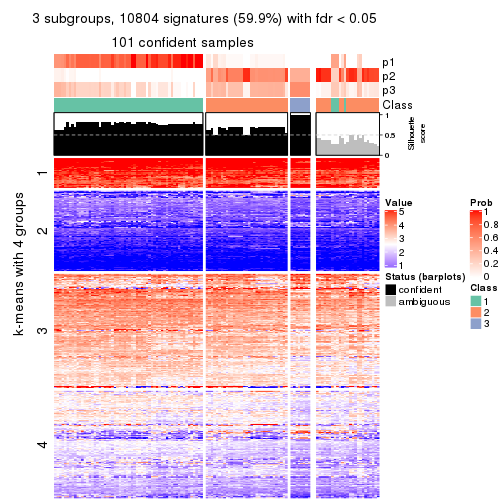 3 subgroups, 10804 signatures (59.9%) with fdr < 0.05
101 confident samples
p1
p2
p3
Class
1
0.5
0
Silhouette
score
k-means with 4 groups
1
2
3
4
Value
5
4
3
2
1
Status (barplots)
confident
ambiguous
Prob
1
0.8
0.6
0.4
0.2
0
Class
1
2
3